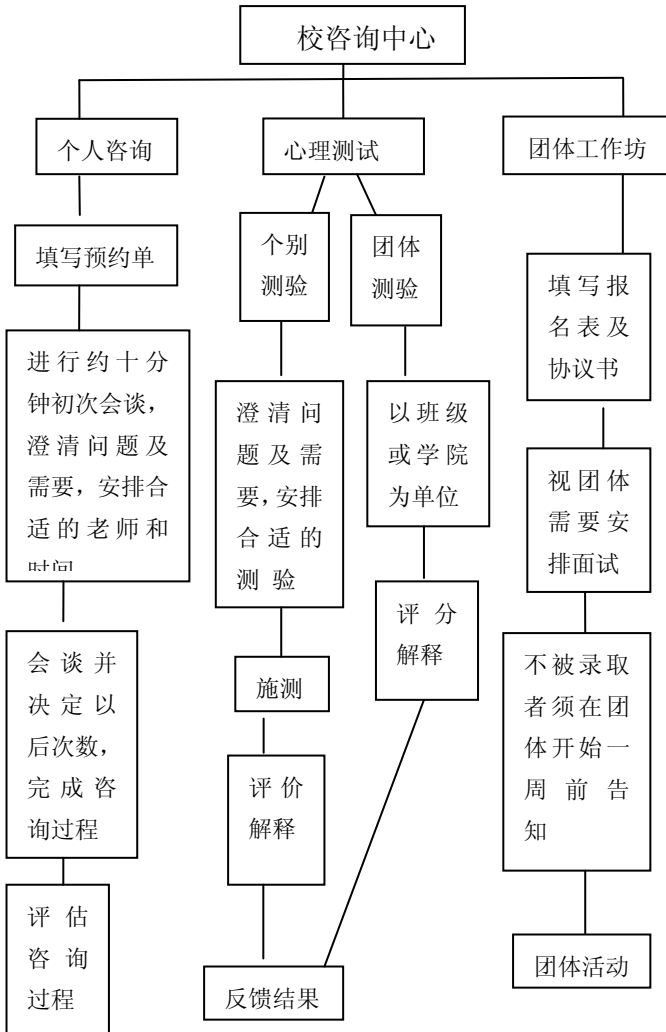 校咨询中心
个人咨询
心理测试
团体工作坊
填写预约单
进行约十分
钟初次会谈，
澄清问题及
需要，安排合
适的老师和
时间
会谈并
决定以
后次数，
完成咨
询过程
评估
咨询
过程
个别
测验
澄清问
题及需
要，安排
合适的
测验
施测
评价
解释
团体
测验
以班级
或学院
为单位
评分
解释
反馈结果
填写报
名表及
协议书
视团体
需要安
排面试
不被录取
者须在团
体开始一
周前告
知
团体活动